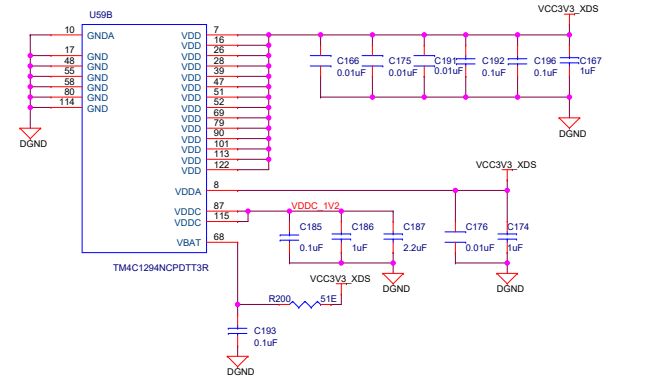 VCC3V3_XDS
U59B
10 GNDA VDD 7
VDD 16
17 GND VDD 26
48 GND VDD 28
55 GND VDD 39
58 GND VDD 47
80 GND VDD 51
114 GND VDD 52
VDD 69
VDD 79
VDD 90
VDD 101
VDD 113
VDD 122
C166 0.01uF
C175 0.01uF
C191 0.01uF
C192 0.1uF
C196 0.1uF
C167 1uF
DGND
DGND
VCC3V3_XDS
VDDA 8
VDDC 87
VDDC 115
VDDC_1V2
VBAT 68
C185 0.1uF
C186 1uF
C187 2.2uF
C176 0.01uF
C174 1uF
TM4C1294NCPDTT3R
VCC3V3_XDS
DGND
DGND
R200 51E
C193
0.1uF
DGND